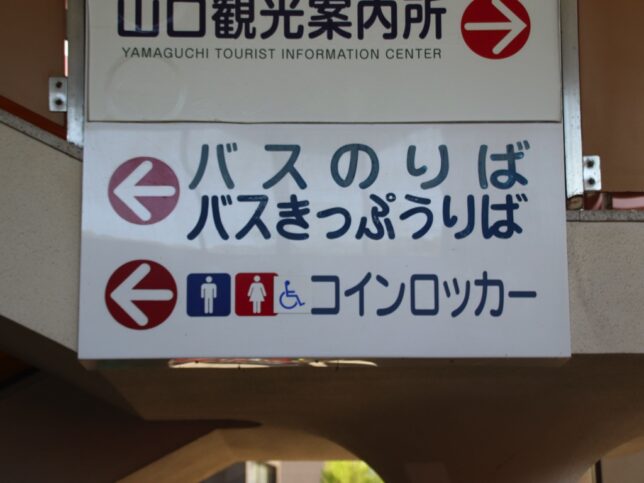 山口観光案内所
YAMAGUCHI TOURIST INFORMATION CENTER
バスのりば
バスきっぷうりば
コインロッカー